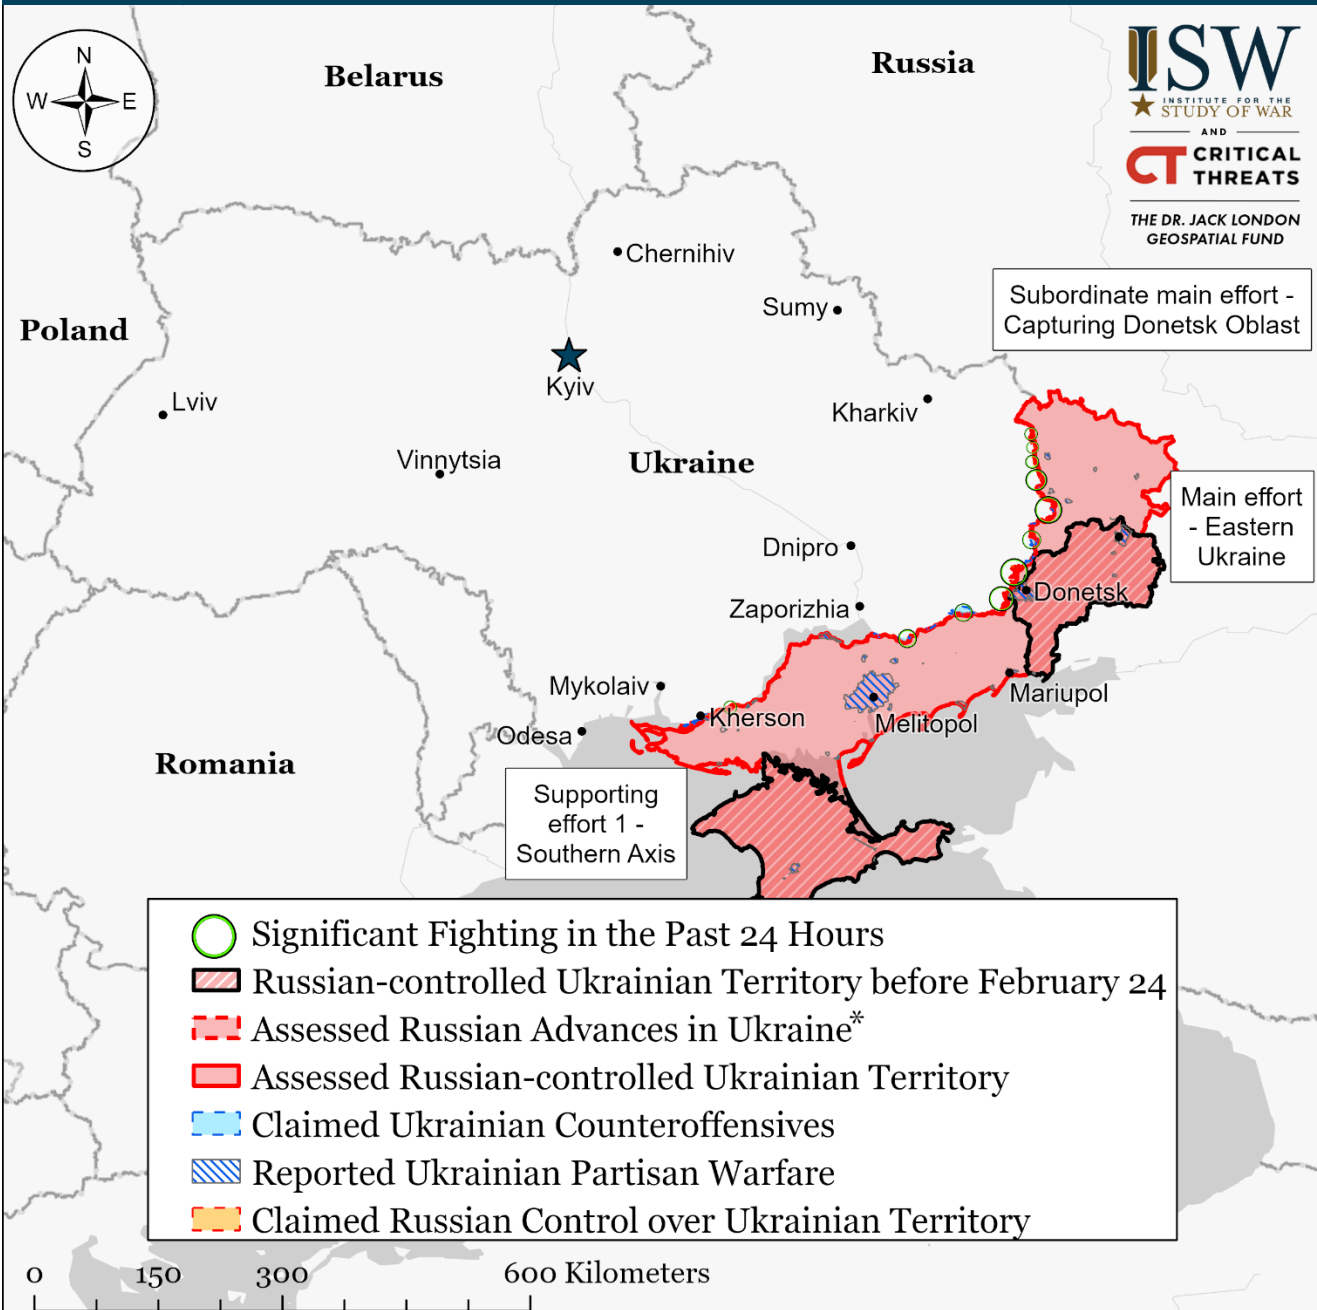 N
W
E
S
Belarus
Russia
ISW
INSTITUTE FOR THE
STUDY OF WAR
AND
CT CRITICAL
THREATS
THE DR. JACK LONDON
GEOSPATIAL FUND
Chernihiv
Sumy
Subordinate main effort -
Capturing Donetsk Oblast
Poland
Kyiv
Lviv
Kharkiv
Vinnytsia
Ukraine
Main effort
- Eastern
Ukraine
Dnipro
Donetsk
Zaporizhia
Mykolaiv
Mariupol
Kherson
Melitopol
Odesa
Romania
Supporting
effort 1 -
Southern Axis
Significant Fighting in the Past 24 Hours
Russian-controlled Ukrainian Territory before February 24
Assessed Russian Advances in Ukraine*
Assessed Russian-controlled Ukrainian Territory
Claimed Ukrainian Counteroffensives
Reported Ukrainian Partisan Warfare
Claimed Russian Control over Ukrainian Territory
0 150 300 600 Kilometers